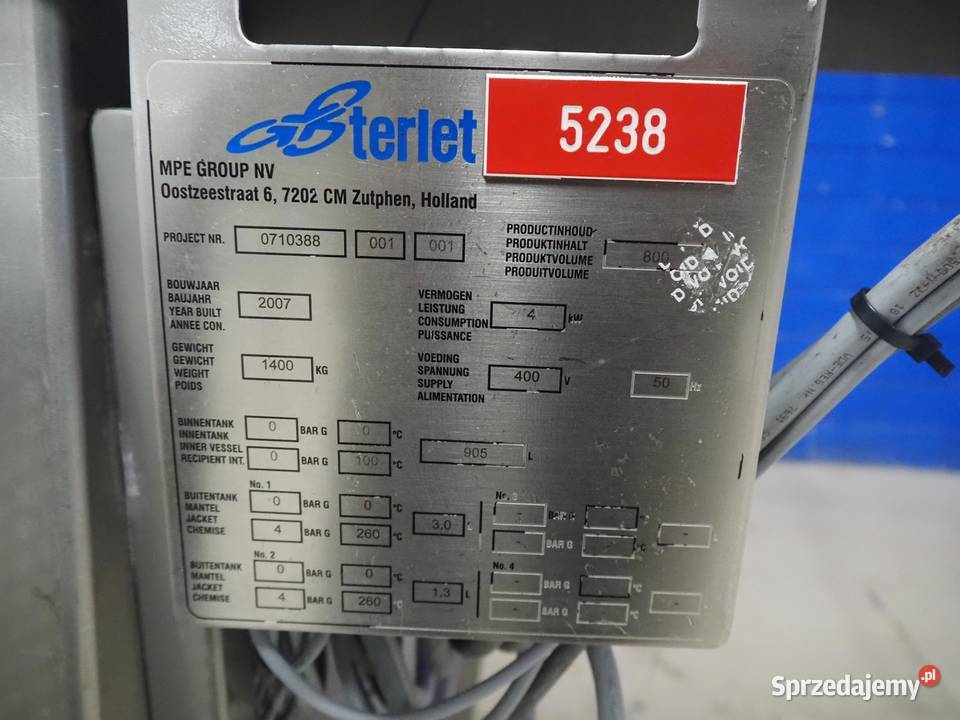 terlet
5238
MPE GROUP NV
Oostzeestraat 6, 7202 CM Zutphen, Holland
PROJECT NR. 0710388 001 001
PRODUCTINHOUD
PRODUKTINHALT
PRODUKTVOLUME
PRODUITVOLUME
800
BOUWJAAR
BAUJAHR
YEAR BUILT
ANNEE CON.
2007
VERMOGEN
LEISTUNG
CONSUMPTION
PUISSANCE
4 kW
GEWICHT
GEWICHT
WEIGHT
POIDS
1400 KG
VOEDING
SPANNUNG
SUPPLY
ALIMENTATION
400 V 50 Hz
BINNENTANK
INNENTANK
INNER VESSEL
RECIPIENT INT.
0 BAR G 0 °C
0 BAR G 100 °C
905 L
No. 1
BUITENTANK
MANTEL
JACKET
CHEMISE
0 BAR G 0 °C
4 BAR G 260 °C
3,0 L
No. 3
- BAR G - °C
- BAR G - °C
- L
No. 2
BUITENTANK
MANTEL
JACKET
CHEMISE
0 BAR G 0 °C
4 BAR G 260 °C
1,3 L
No. 4
- BAR G - °C
- BAR G - °C
-
Sprzedajemy.pl